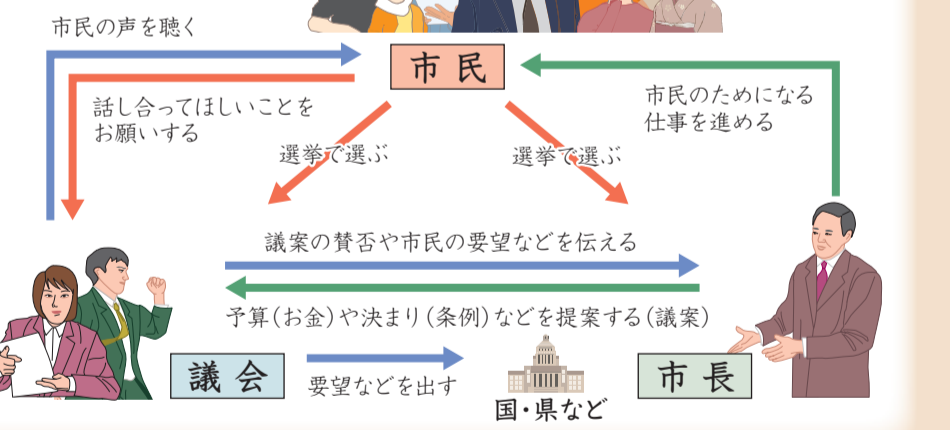 市民の声を聴く
市民
話し合ってほしいことを
お願いする
市民のためになる
仕事を進める
選挙で選ぶ
選挙で選ぶ
議案の賛否や市民の要望などを伝える
予算(お金)や決まり(条例)などを提案する(議案)
議会
要望などを出す
国・県など
市長